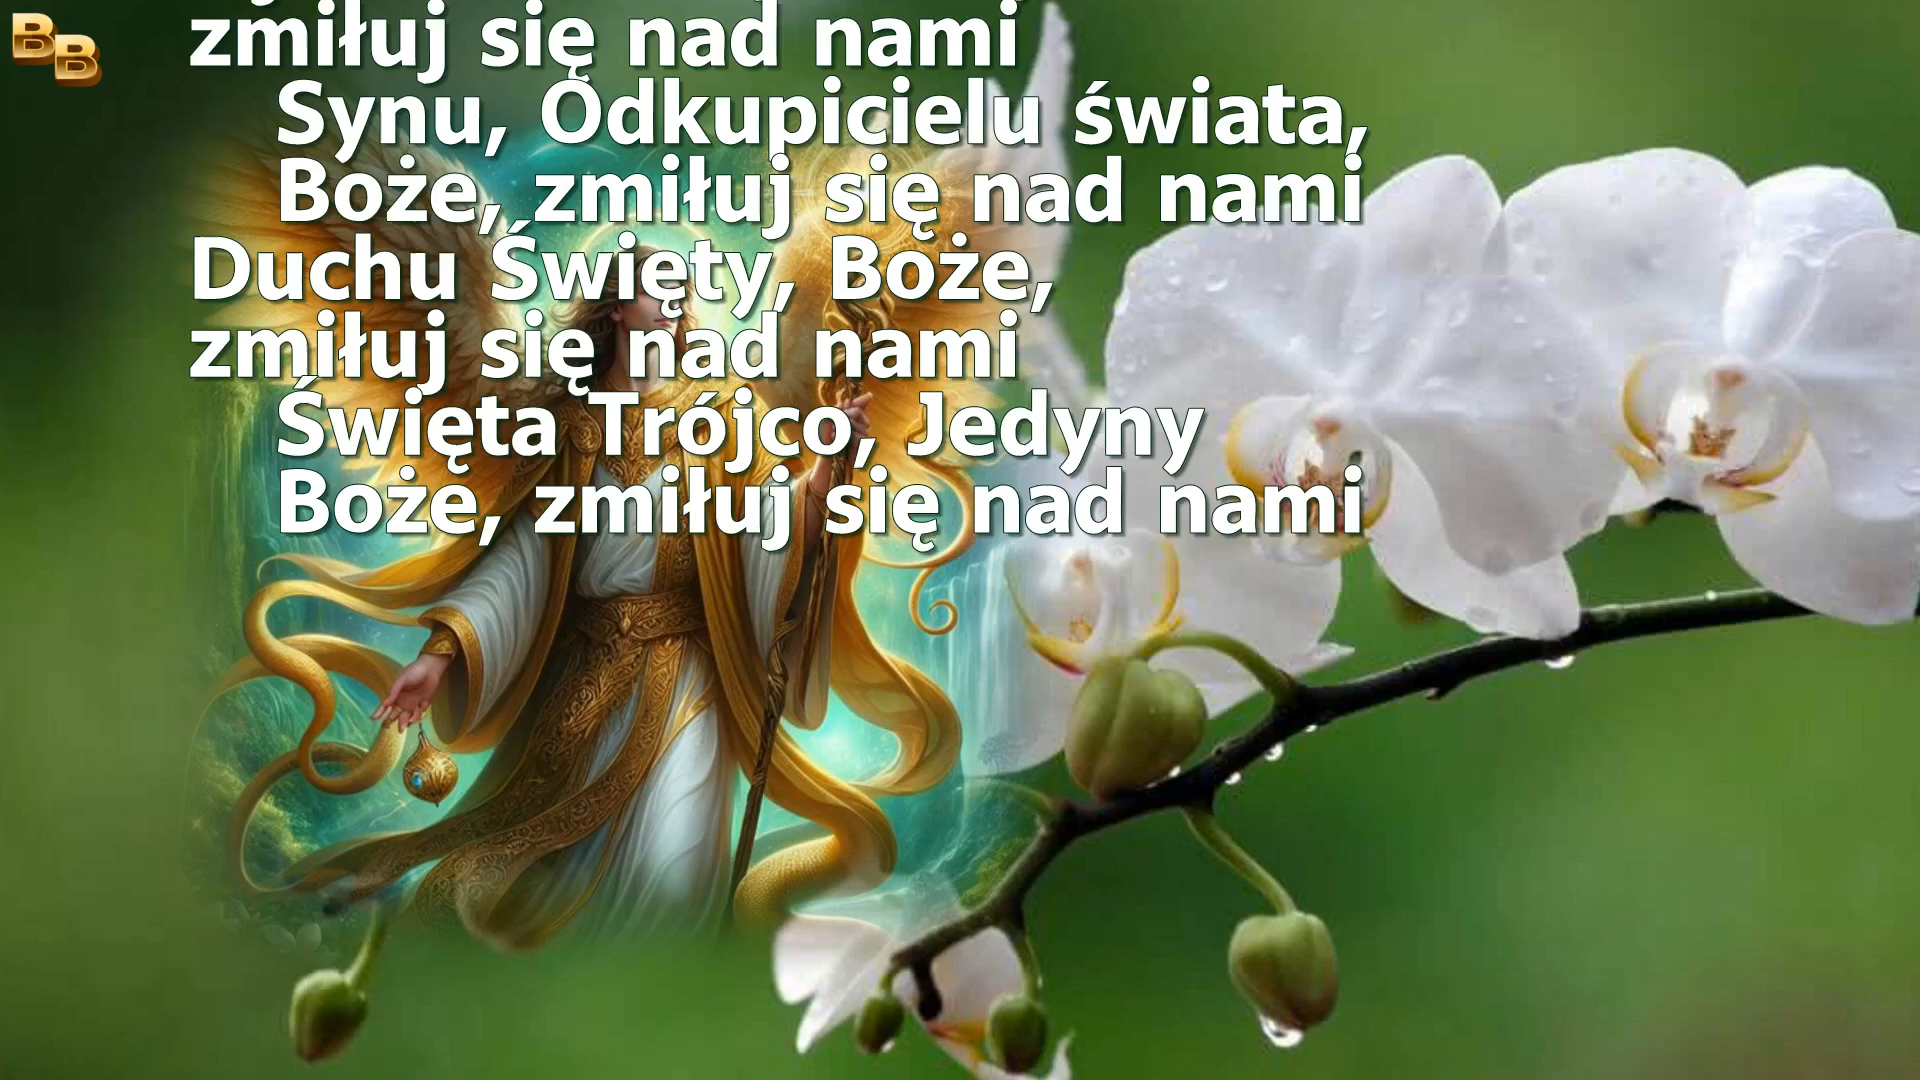 BB
zmiłuj się nad nami
Synu, Odkupicielu świata,
Boże, zmiłuj się nad nami
Duchu Święty, Boże,
zmiłuj się nad nami
Święta Trójco, Jedyny
Boże, zmiłuj się nad nami